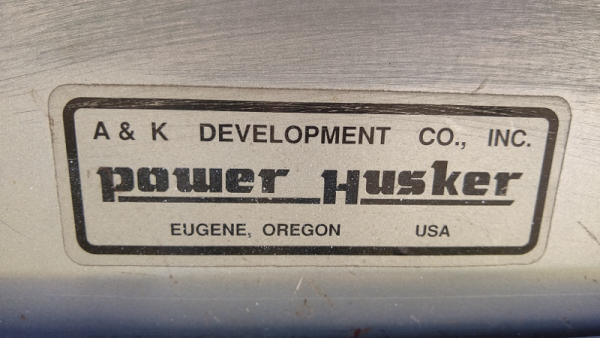 A & K DEVELOPMENT CO., INC.
power Husker
EUGENE, OREGON USA